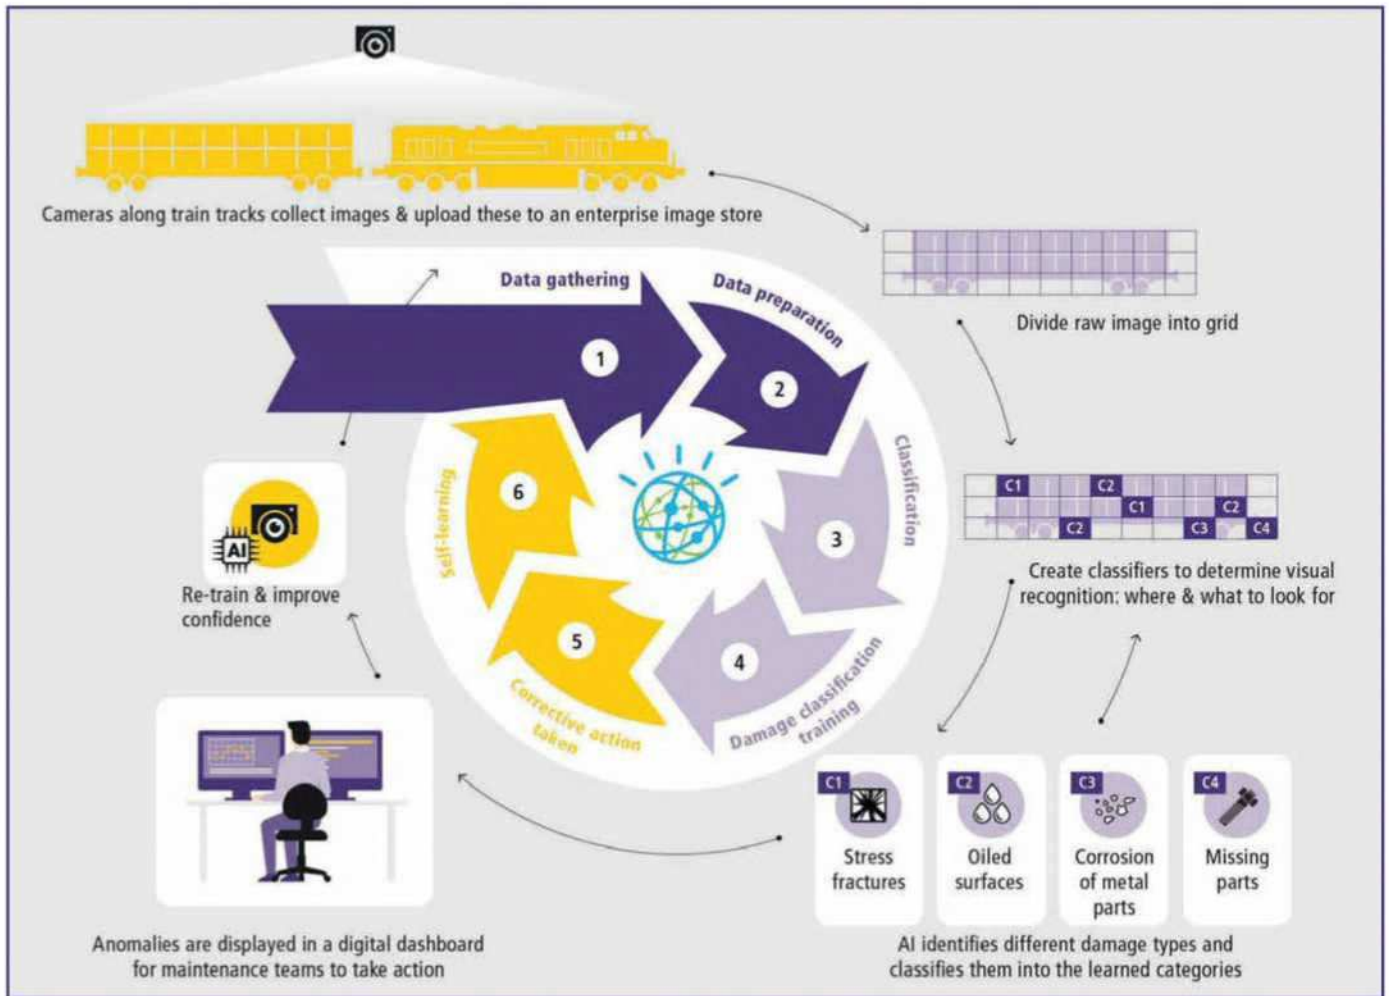 Cameras along train tracks collect images & upload these to an enterprise image store
Data gathering
1
Data preparation
2
Divide raw image into grid
Classification
3
C1
C2
C1
C2
C2
C3
C4
Create classifiers to determine visual
recognition: where & what to look for
Damage classification
training
4
C1
Stress
fractures
C2
Oiled
surfaces
C3
Corrosion
of metal
parts
C4
Missing
parts
AI identifies different damage types and
classifies them into the learned categories
Corrective action
taken
5
Anomalies are displayed in a digital dashboard
for maintenance teams to take action
Self-learning
6
AI
Re-train & improve
confidence